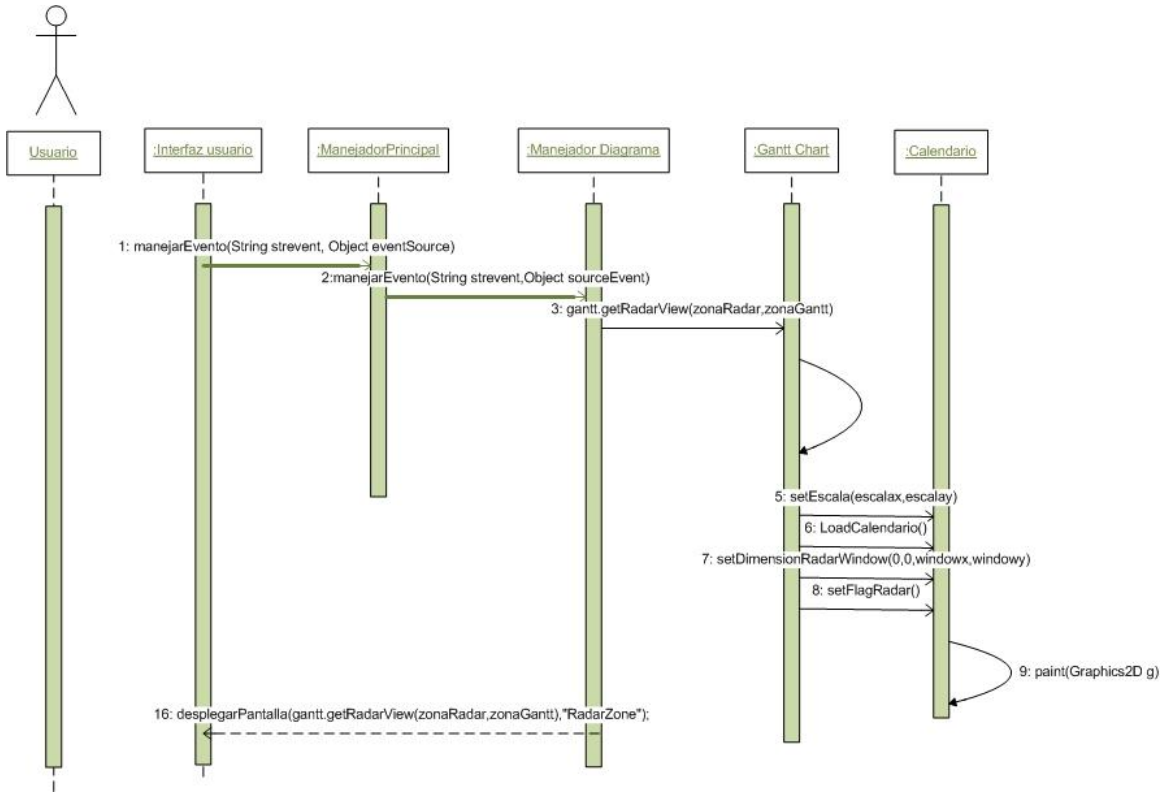 Usuario
:Interfaz usuario
:ManejadorPrincipal
:Manejador Diagrama
:Gantt Chart
:Calendario
1: manejarEvento(String strevent, Object eventSource)
2:manejarEvento(String strevent,Object sourceEvent)
3: gantt.getRadarView(zonaRadar,zonaGantt)
5: setEscala(escalax,escalay)
6: LoadCalendario()
7: setDimensionRadarWindow(0,0,windowx,windowy)
8: setFlagRadar()
9: paint(Graphics2D g)
16: desplegarPantalla(gantt.getRadarView(zonaRadar,zonaGantt),"RadarZone");